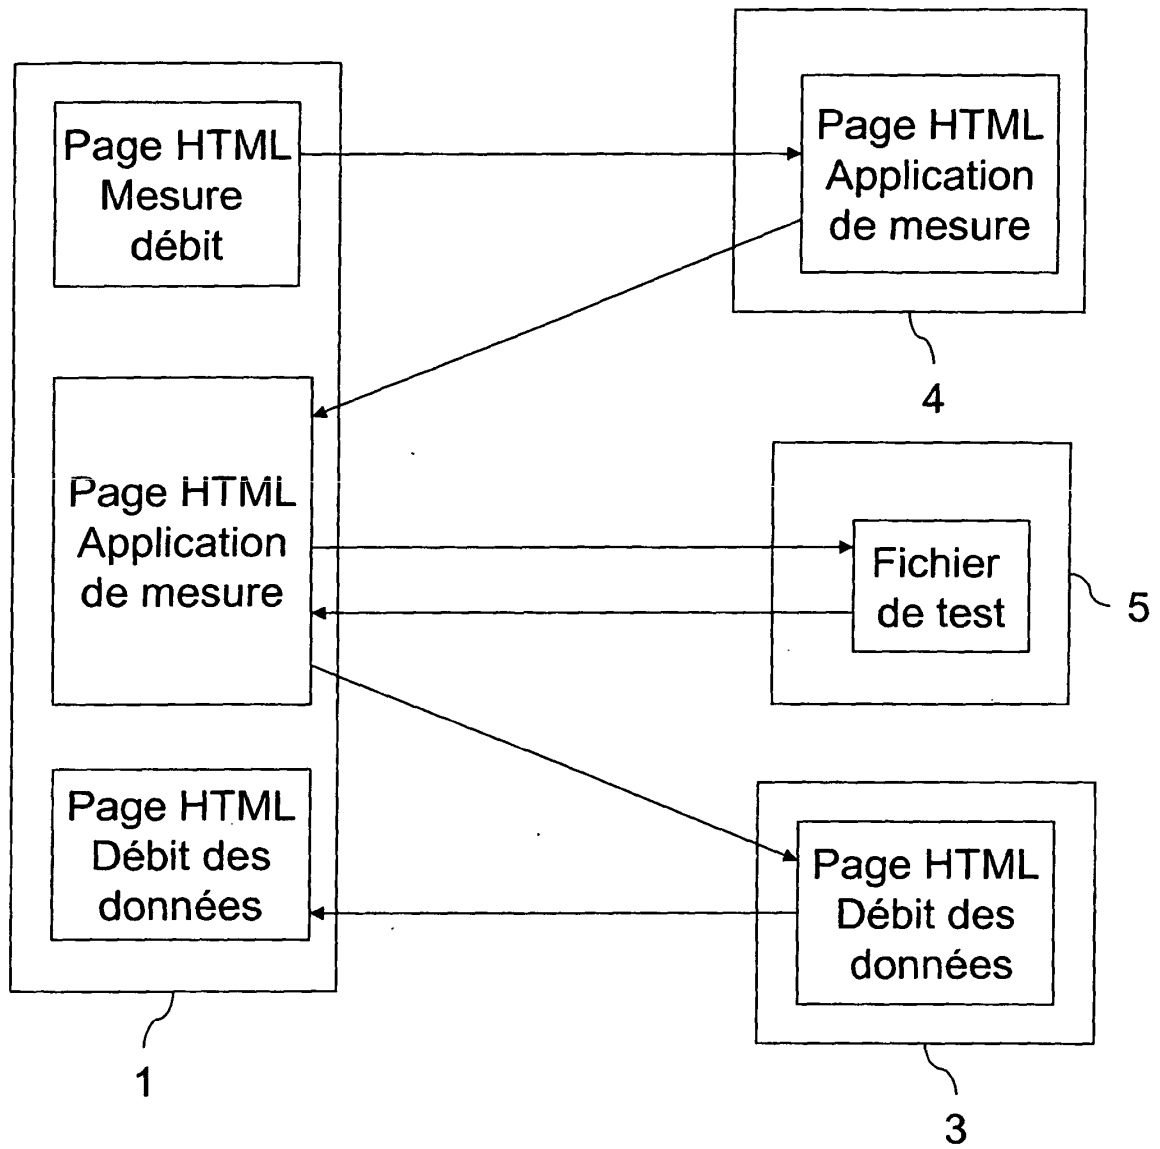 Page HTML
Mesure
débit
Page HTML
Application
de mesure
4
Page HTML
Application
de mesure
Fichier
de test
5
Page HTML
Débit des
données
1
Page HTML
Débit des
données
3